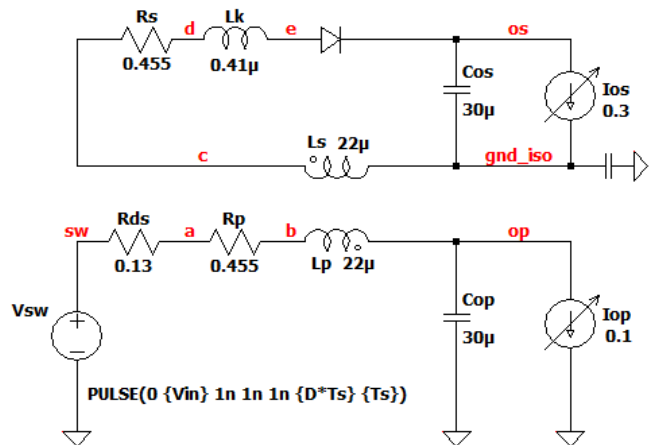 Rs d Lk e os
0.455 0.41µ
Cos
30µ
Ios
0.3
c Ls 22µ gnd_iso
sw Rds a Rp b op
0.13 0.455 Lp 22µ
Vsw
Cop
30µ
Iop
0.1
PULSE(0 {Vin} 1n 1n 1n {D*Ts} {Ts})